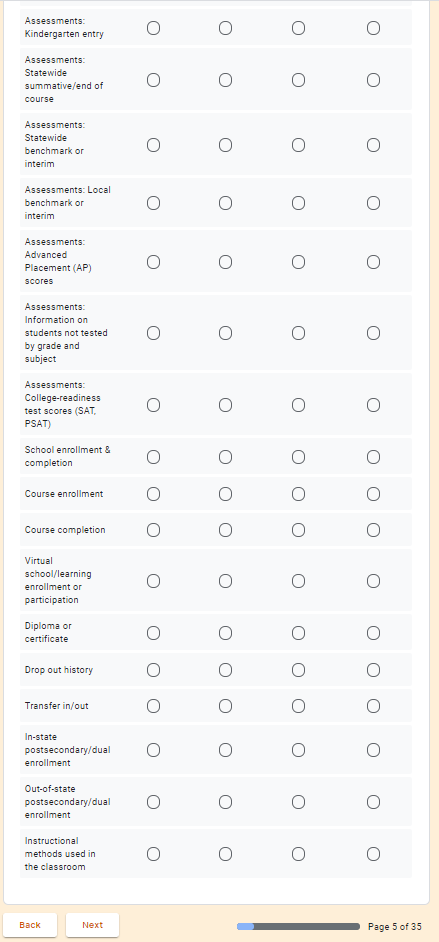 Assessments:
Kindergarten entry
Assessments:
Statewide
summative/end of
course
Assessments:
Statewide
benchmark or
interim
Assessments: Local
benchmark or
interim
Assessments:
Advanced
Placement (AP)
scores
Assessments:
Information on
students not tested
by grade and
subject
Assessments:
College-readiness
test scores (SAT,
PSAT)
School enrollment &
completion
Course enrollment
Course completion
Virtual
school/learning
enrollment or
participation
Diploma or
certificate
Drop out history
Transfer in/out
In-state
postsecondary/dual
enrollment
Out-of-state
postsecondary/dual
enrollment
Instructional
methods used in
the classroom
Back Next Page 5 of 35